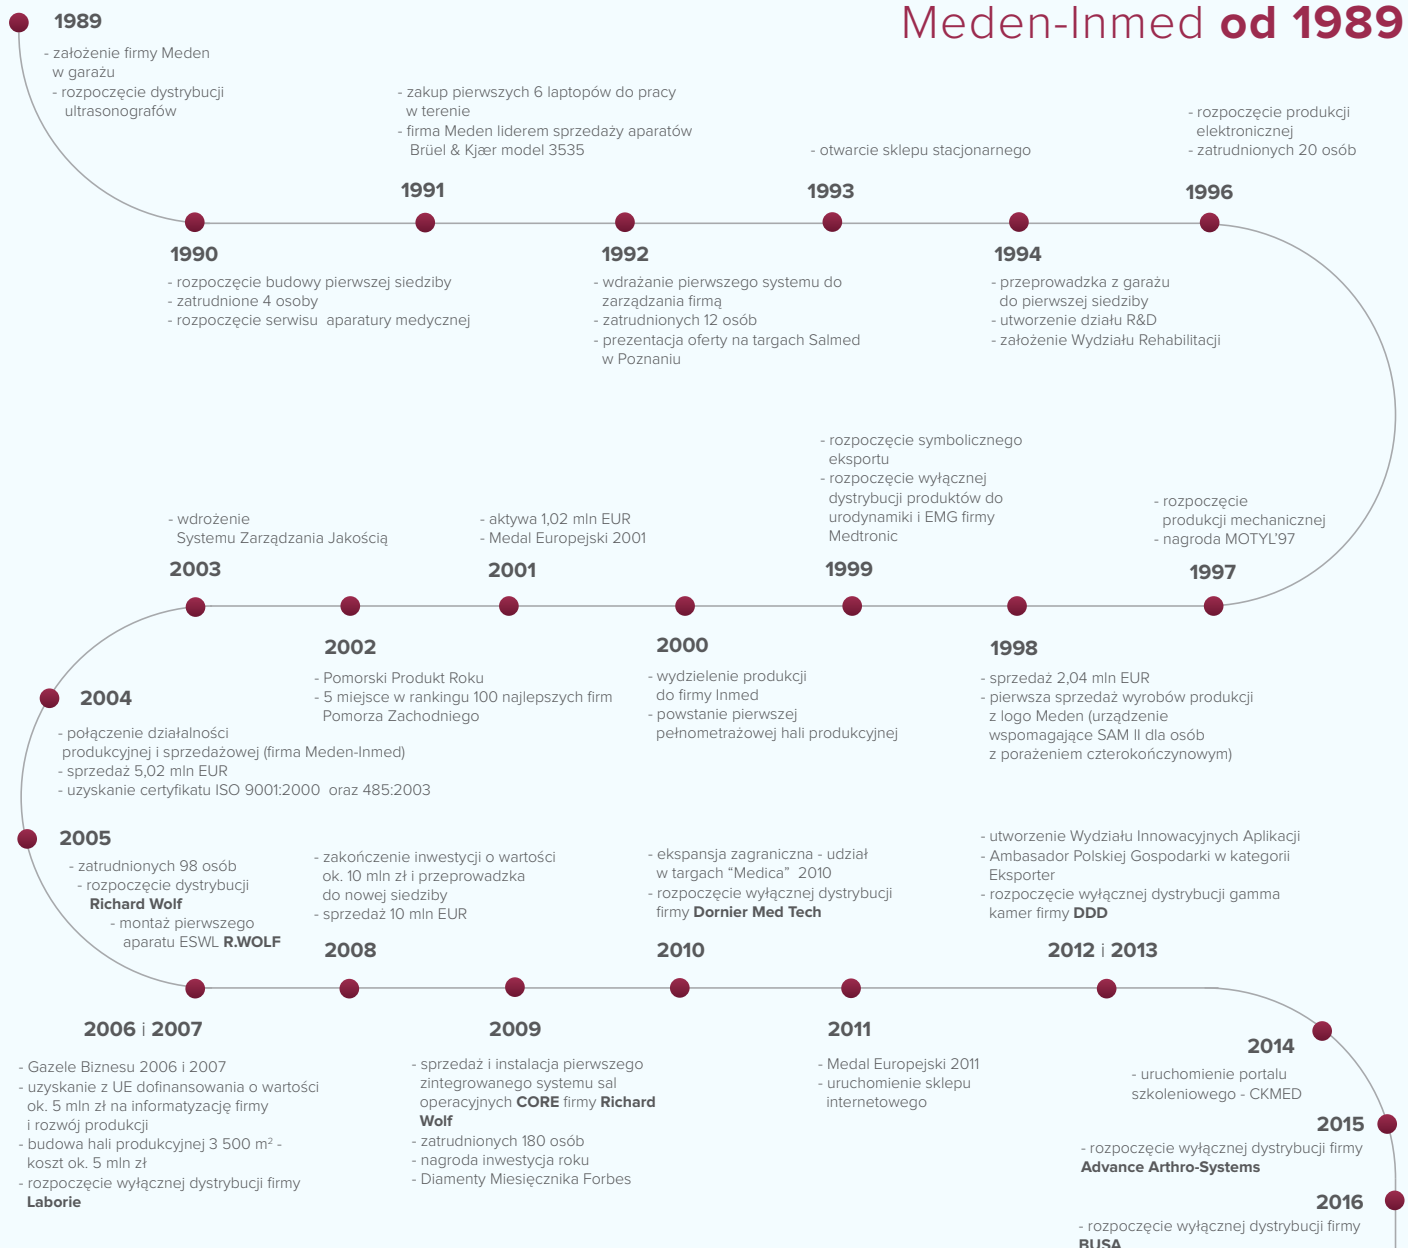 Meden-Inmed od 1989
1989
- założenie firmy Meden
w garażu
- rozpoczęcie dystrybucji
ultrasonografów
1990
- rozpoczęcie budowy pierwszej siedziby
- zatrudnione 4 osoby
- rozpoczęcie serwisu aparatury medycznej
- zakup pierwszych 6 laptopów do pracy
w terenie
- firma Meden liderem sprzedaży aparatów
Brüel & Kjær model 3535
1991
1992
- wdrażanie pierwszego systemu do
zarządzania firmą
- zatrudnionych 12 osób
- prezentacja oferty na targach Salmed
w Poznaniu
- otwarcie sklepu stacjonarnego
1993
1994
- przeprowadzka z garażu
do pierwszej siedziby
- utworzenie działu R&D
- założenie Wydziału Rehabilitacji
- rozpoczęcie produkcji
elektronicznej
- zatrudnionych 20 osób
1996
- rozpoczęcie
produkcji mechanicznej
- nagroda MOTYL'97
1997
1998
- sprzedaż 2,04 mln EUR
- pierwsza sprzedaż wyrobów produkcji
z logo Meden (urządzenie
wspomagające SAM II dla osób
z porażeniem czterokończynowym)
- rozpoczęcie symbolicznego
eksportu
- rozpoczęcie wyłącznej
dystrybucji produktów do
urodynamiki i EMG firmy
Medtronic
1999
2000
- wydzielenie produkcji
do firmy Inmed
- powstanie pierwszej
pełnometrażowej hali produkcyjnej
- aktywa 1,02 mln EUR
- Medal Europejski 2001
2001
2002
- Pomorski Produkt Roku
- 5 miejsce w rankingu 100 najlepszych firm
Pomorza Zachodniego
- wdrożenie
Systemu Zarządzania Jakością
2003
2004
- połączenie działalności
produkcyjnej i sprzedażowej (firma Meden-Inmed)
- sprzedaż 5,02 mln EUR
- uzyskanie certyfikatu ISO 9001:2000 oraz 485:2003
2005
- zatrudnionych 98 osób
- rozpoczęcie dystrybucji
Richard Wolf
- montaż pierwszego
aparatu ESWL R.WOLF
2006 i 2007
- Gazele Biznesu 2006 i 2007
- uzyskanie z UE dofinansowania o wartości
ok. 5 mln zł na informatyzację firmy
i rozwój produkcji
- budowa hali produkcyjnej 3 500 m² -
koszt ok. 5 mln zł
- rozpoczęcie wyłącznej dystrybucji firmy
Laborie
- zakończenie inwestycji o wartości
ok. 10 mln zł i przeprowadzka
do nowej siedziby
- sprzedaż 10 mln EUR
2008
2009
- sprzedaż i instalacja pierwszego
zintegrowanego systemu sal
operacyjnych CORE firmy Richard
Wolf
- zatrudnionych 180 osób
- nagroda inwestycja roku
- Diamenty Miesięcznika Forbes
- ekspansja zagraniczna - udział
w targach “Medica” 2010
- rozpoczęcie wyłącznej dystrybucji
firmy Dornier Med Tech
2010
2011
- Medal Europejski 2011
- uruchomienie sklepu
internetowego
- utworzenie Wydziału Innowacyjnych Aplikacji
- Ambasador Polskiej Gospodarki w kategorii
Eksporter
- rozpoczęcie wyłącznej dystrybucji gamma
kamer firmy DDD
2012 i 2013
2014
- uruchomienie portalu
szkoleniowego - CKMED
2015
- rozpoczęcie wyłącznej dystrybucji firmy
Advance Arthro-Systems
2016
- rozpoczęcie wyłącznej dystrybucji firmy
BUSA